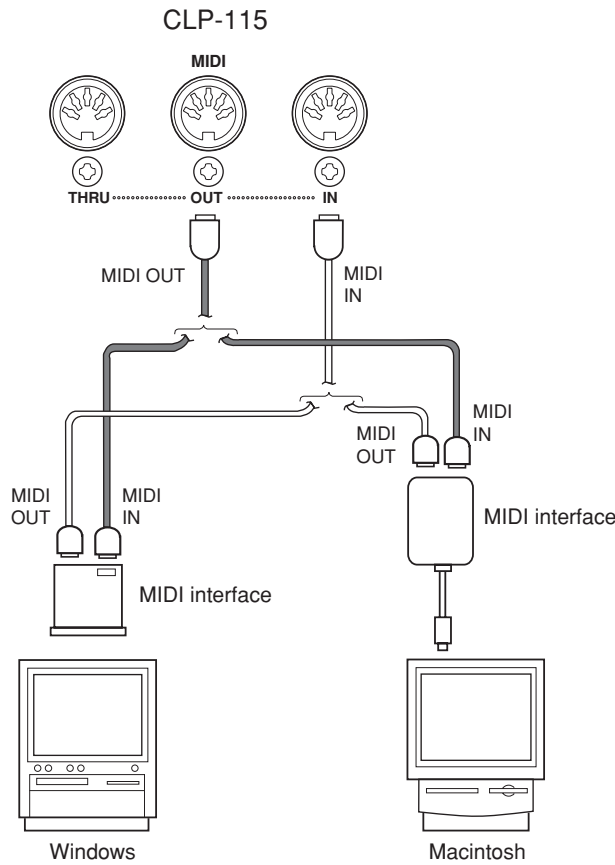 CLP-115
MIDI
THRU OUT IN
MIDI OUT
MIDI
IN
MIDI
OUT
MIDI
IN
MIDI
OUT
MIDI
IN
MIDI interface
MIDI interface
Windows
Macintosh